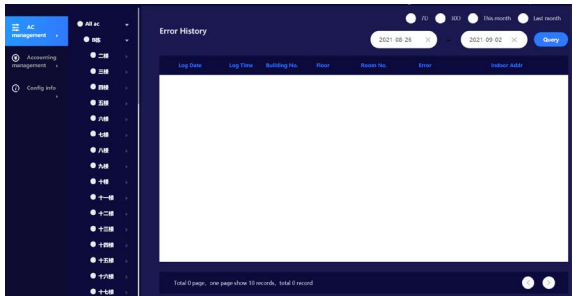 AC
management
Accounting
management
Config info
All ac
B栋
二楼
三楼
四楼
五楼
六楼
七楼
八楼
九楼
十楼
十一楼
十二楼
十三楼
十四楼
十五楼
十六楼
十七楼
Error History
7D 30D This month Last month
2021-08-26 × ~ 2021-09-02 × Query
Log Date Log Time Building No. Floor Room No. Error Indoor Addr
Total 0 page, one page show 10 records, total 0 record